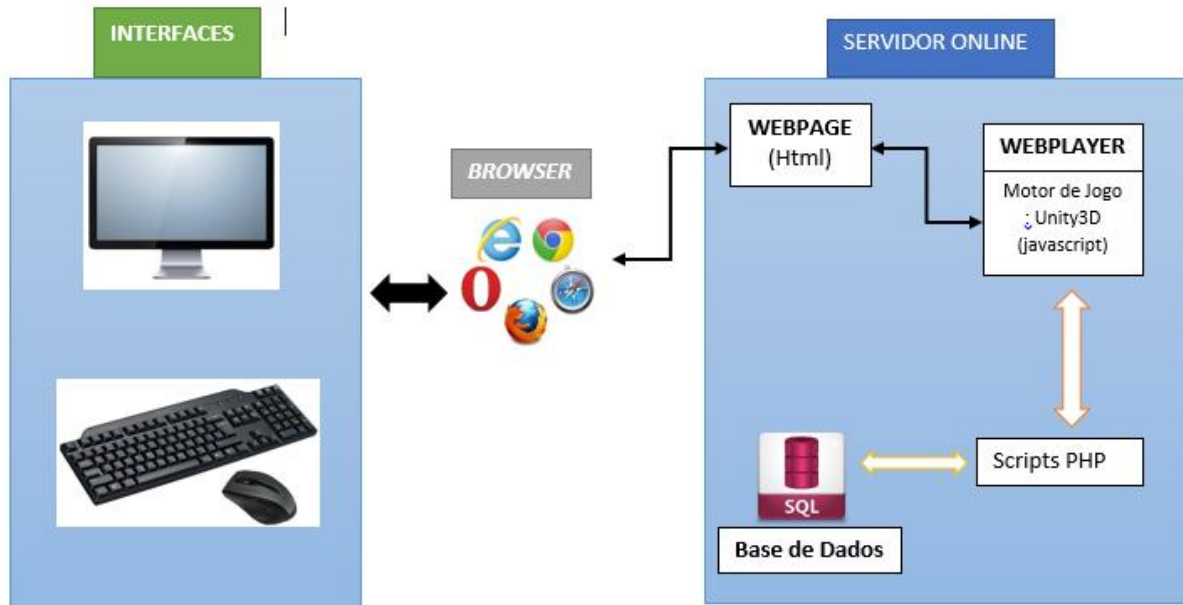 INTERFACES
SERVIDOR ONLINE
BROWSER
WEBPAGE
(Html)
WEBPLAYER
Motor de Jogo
: Unity3D
(javascript)
Scripts PHP
SQL
Base de Dados